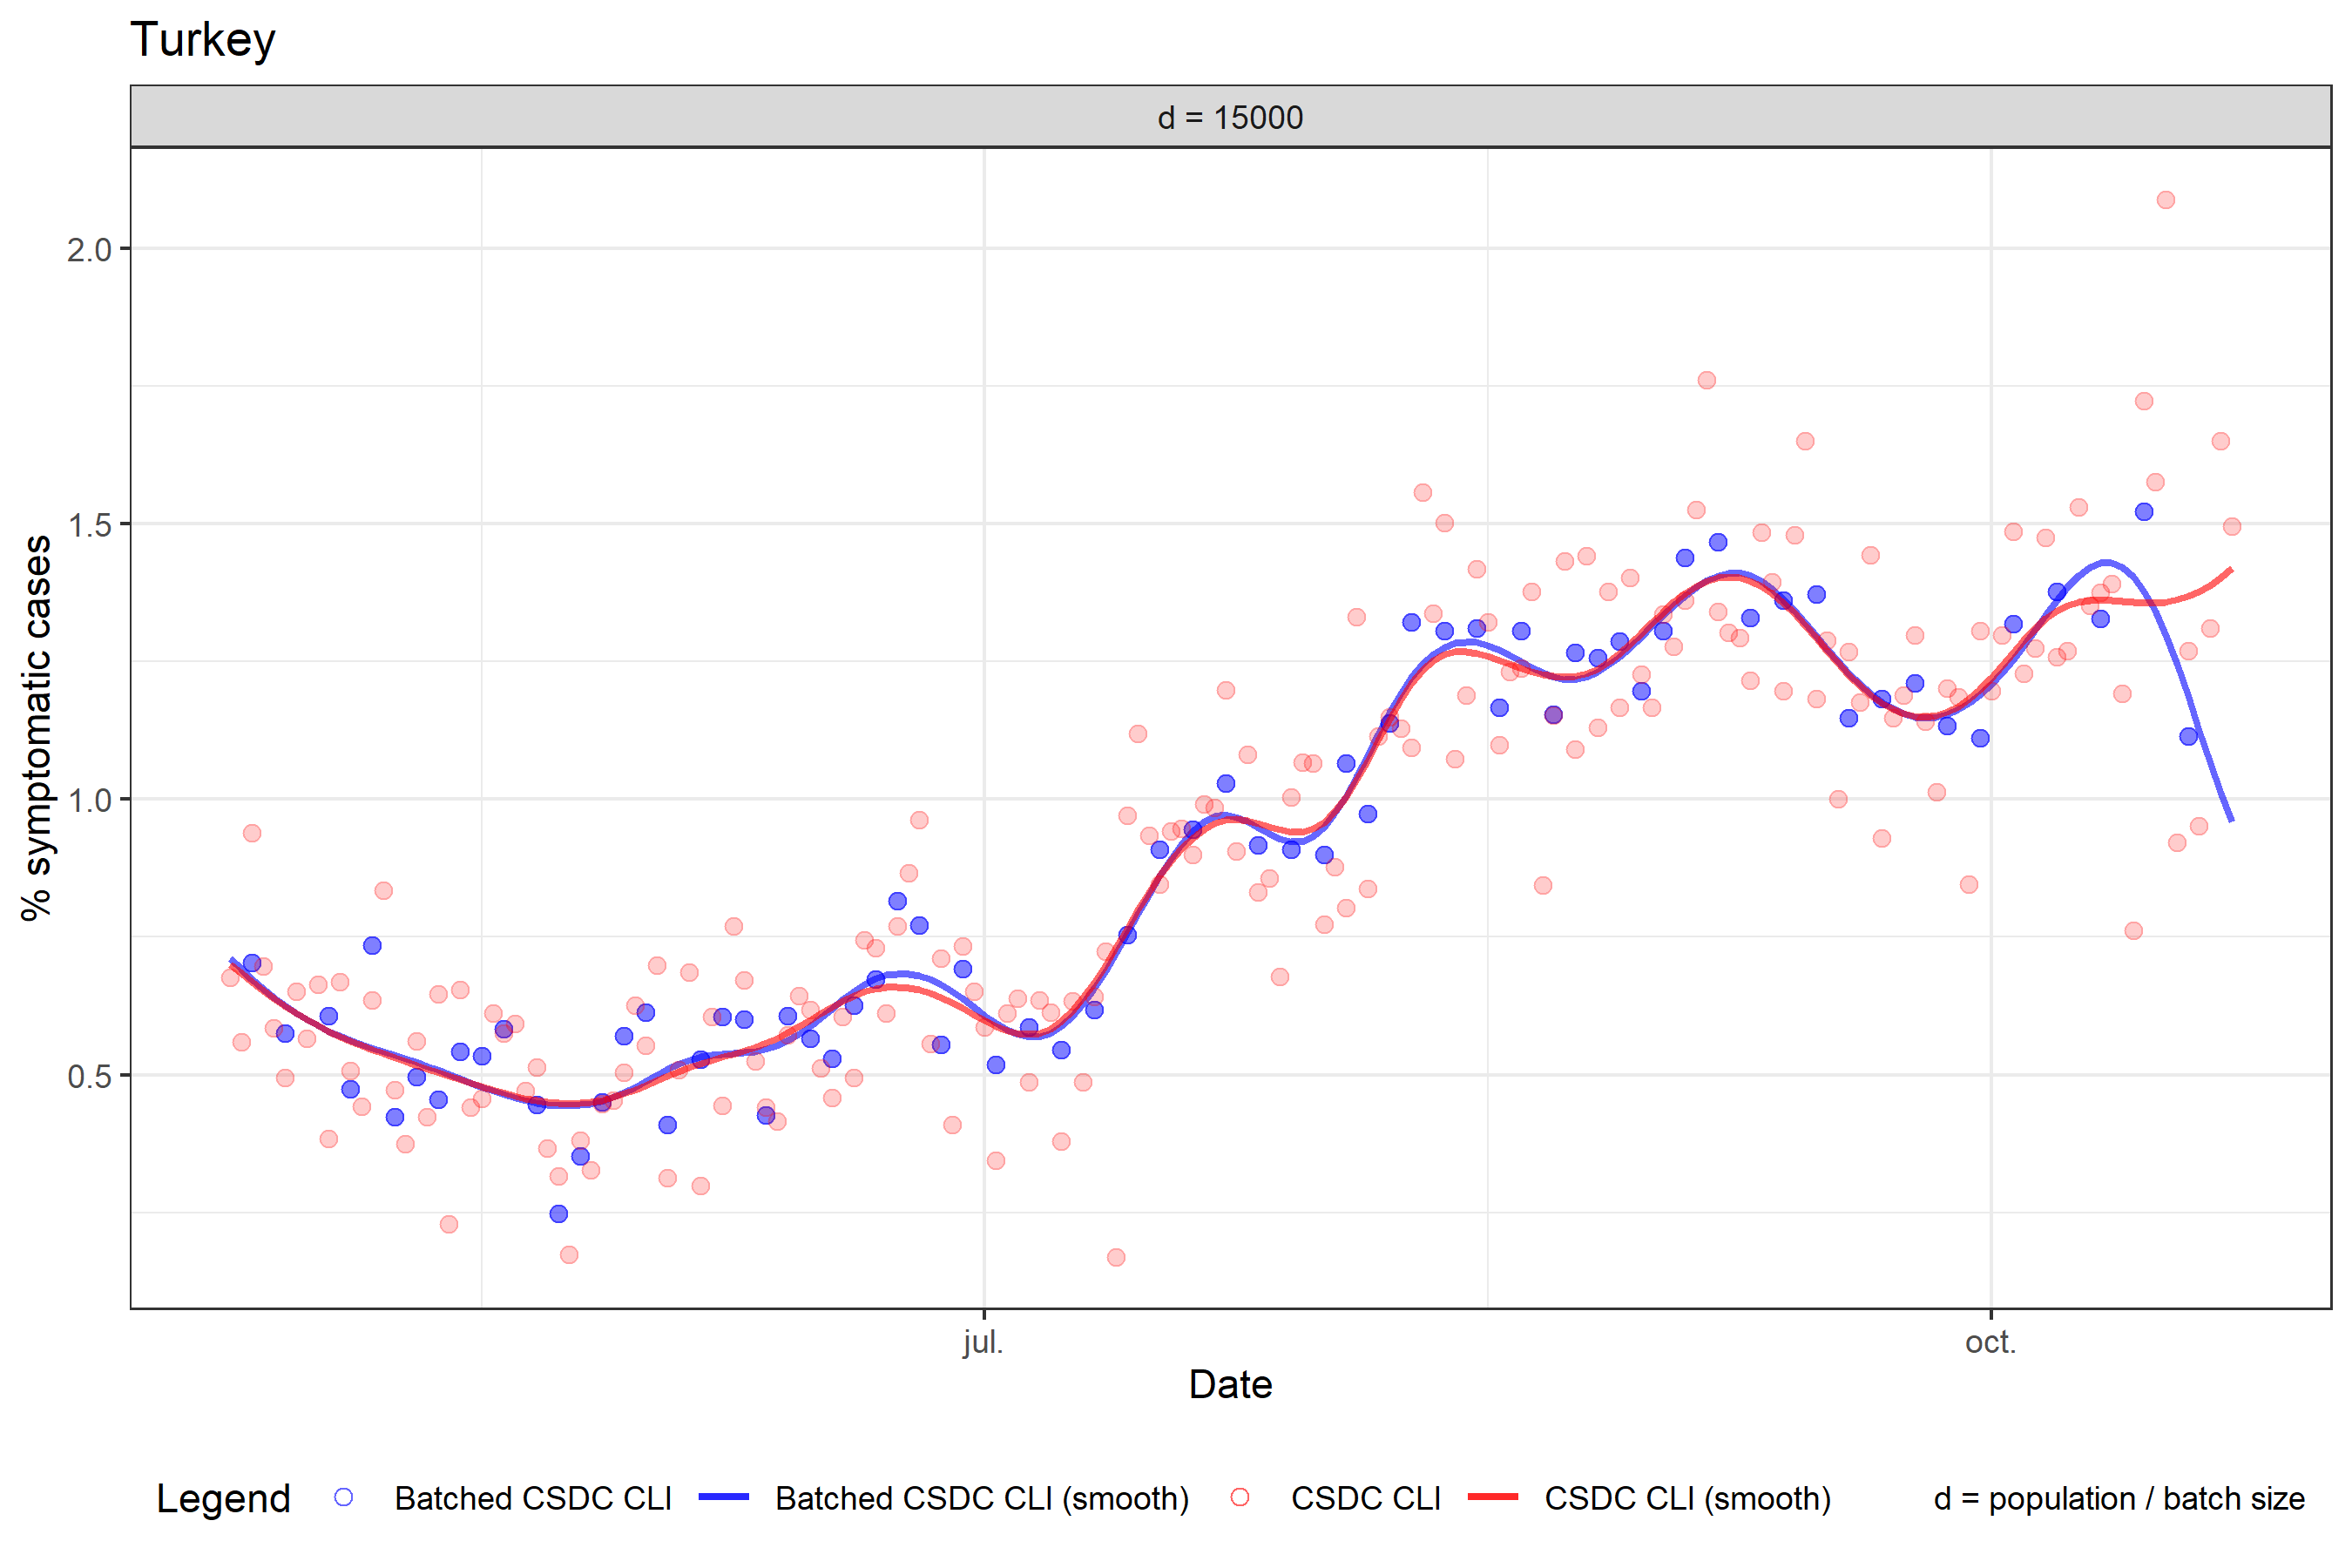 Turkey
d = 15000
% symptomatic cases
2.0
1.5
1.0
0.5
jul.
oct.
Date
Legend
Batched CSDC CLI
Batched CSDC CLI (smooth)
CSDC CLI
CSDC CLI (smooth)
d = population / batch size